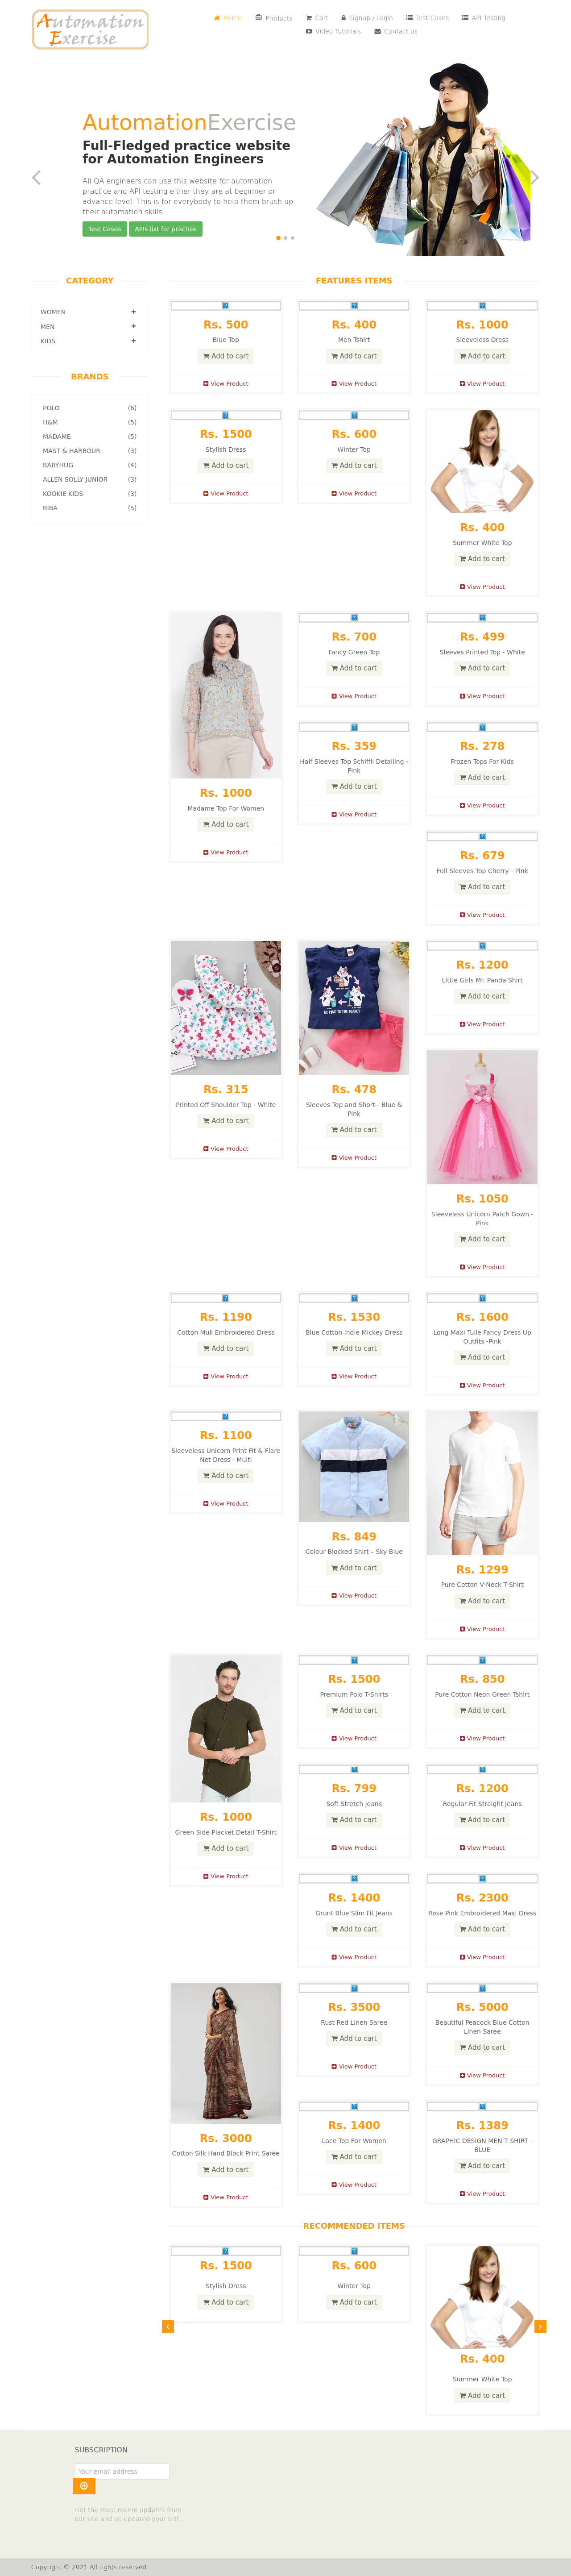 Automation
Exercise
Home
Products
Cart
Signup / Login
Test Cases
API Testing
Video Tutorials
Contact us
AutomationExercise
Full-Fledged practice website
for Automation Engineers
All QA engineers can use this website for automation
practice and API testing either they are at beginner or
advance level. This is for everybody to help them brush up
their automation skills.
Test Cases
APIs list for practice
CATEGORY
WOMEN
MEN
KIDS
BRANDS
POLO (6)
H&M (5)
MADAME (5)
MAST & HARBOUR (3)
BABYHUG (4)
ALLEN SOLLY JUNIOR (3)
KOOKIE KIDS (3)
BIBA (5)
FEATURES ITEMS
Rs. 500
Blue Top
Add to cart
View Product
Rs. 400
Men Tshirt
Add to cart
View Product
Rs. 1000
Sleeveless Dress
Add to cart
View Product
Rs. 1500
Stylish Dress
Add to cart
View Product
Rs. 600
Winter Top
Add to cart
View Product
Rs. 400
Summer White Top
Add to cart
View Product
Rs. 1000
Madame Top For Women
Add to cart
View Product
Rs. 700
Fancy Green Top
Add to cart
View Product
Rs. 499
Sleeves Printed Top - White
Add to cart
View Product
Rs. 359
Half Sleeves Top Schiffli Detailing -
Pink
Add to cart
View Product
Rs. 278
Frozen Tops For Kids
Add to cart
View Product
Rs. 679
Full Sleeves Top Cherry - Pink
Add to cart
View Product
Rs. 315
Printed Off Shoulder Top - White
Add to cart
View Product
Rs. 478
Sleeves Top and Short - Blue &
Pink
Add to cart
View Product
Rs. 1200
Little Girls Mr. Panda Shirt
Add to cart
View Product
Rs. 1050
Sleeveless Unicorn Patch Gown -
Pink
Add to cart
View Product
Rs. 1190
Cotton Mull Embroidered Dress
Add to cart
View Product
Rs. 1530
Blue Cotton Indie Mickey Dress
Add to cart
View Product
Rs. 1600
Long Maxi Tulle Fancy Dress Up
Outfits -Pink
Add to cart
View Product
Rs. 1100
Sleeveless Unicorn Print Fit & Flare
Net Dress - Multi
Add to cart
View Product
Rs. 849
Colour Blocked Shirt – Sky Blue
Add to cart
View Product
Rs. 1299
Pure Cotton V-Neck T-Shirt
Add to cart
View Product
Rs. 1000
Green Side Placket Detail T-Shirt
Add to cart
View Product
Rs. 1500
Premium Polo T-Shirts
Add to cart
View Product
Rs. 850
Pure Cotton Neon Green Tshirt
Add to cart
View Product
Rs. 799
Soft Stretch Jeans
Add to cart
View Product
Rs. 1200
Regular Fit Straight Jeans
Add to cart
View Product
Rs. 1400
Grunt Blue Slim Fit Jeans
Add to cart
View Product
Rs. 2300
Rose Pink Embroidered Maxi Dress
Add to cart
View Product
Rs. 3000
Cotton Silk Hand Block Print Saree
Add to cart
View Product
Rs. 3500
Rust Red Linen Saree
Add to cart
View Product
Rs. 5000
Beautiful Peacock Blue Cotton
Linen Saree
Add to cart
View Product
Rs. 1400
Lace Top For Women
Add to cart
View Product
Rs. 1389
GRAPHIC DESIGN MEN T SHIRT -
BLUE
Add to cart
View Product
RECOMMENDED ITEMS
Rs. 1500
Stylish Dress
Add to cart
Rs. 600
Winter Top
Add to cart
Rs. 400
Summer White Top
Add to cart
SUBSCRIPTION
Your email address
Get the most recent updates from
our site and be updated your self...
Copyright © 2021 All rights reserved